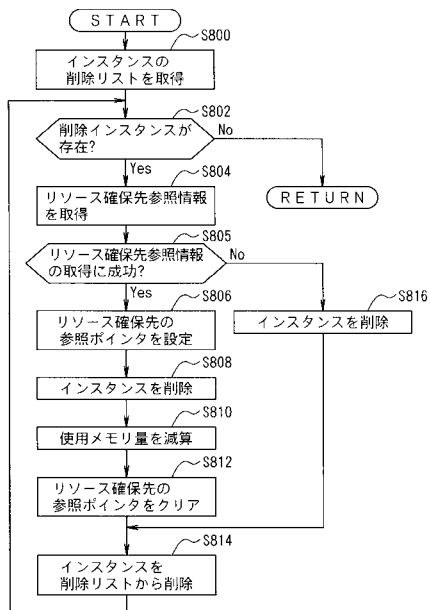 START
S800
インスタンスの
削除リストを取得
S802
削除インスタンスが
存在?
No
Yes
RETURN
S804
リソース確保先参照情報
を取得
S805
リソース確保先参照情報
の取得に成功?
No
Yes
S806
リソース確保先の
参照ポインタを設定
S816
インスタンスを削除
S808
インスタンスを削除
S810
使用メモリ量を減算
S812
リソース確保先の
参照ポインタをクリア
S814
インスタンスを
削除リストから削除